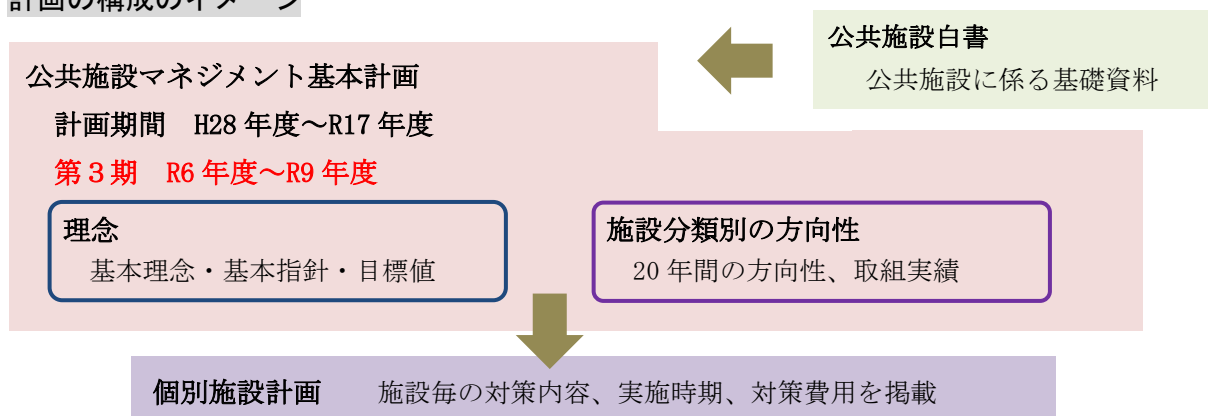 計画の構成のイメージ
公共施設白書
公共施設に係る基礎資料
公共施設マネジメント基本計画
計画期間　H28 年度～R17 年度
第３期　R6 年度～R9 年度
理念
基本理念・基本指針・目標値
施設分類別の方向性
20 年間の方向性、取組実績
個別施設計画　　施設毎の対策内容、実施時期、対策費用を掲載